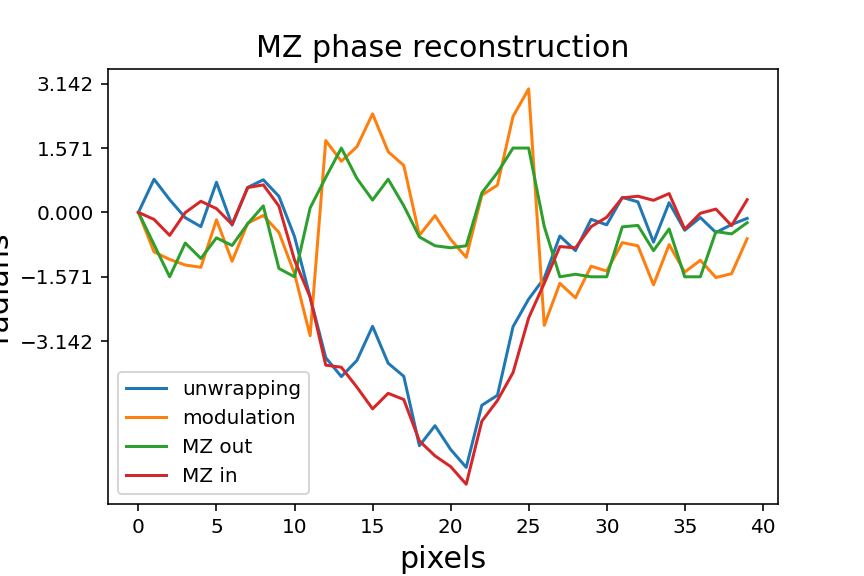 MZ phase reconstruction
3.142
1.571
0.000
−1.571
−3.142
radians
unwrapping
modulation
MZ out
MZ in
0 5 10 15 20 25 30 35 40
pixels